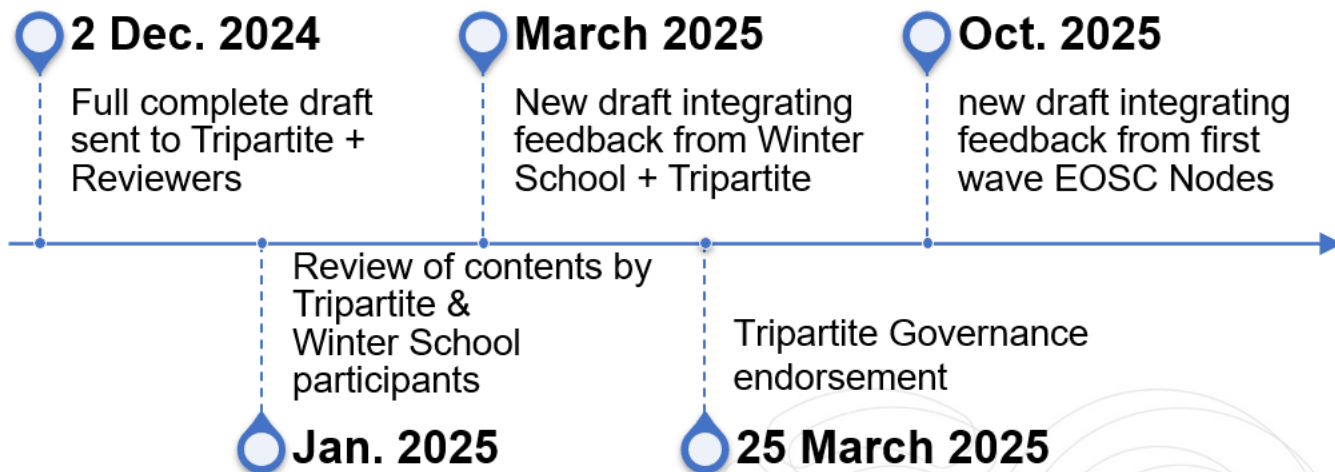 2 Dec. 2024
Full complete draft
sent to Tripartite +
Reviewers
Review of contents by
Tripartite &
Winter School
participants
Jan. 2025
March 2025
New draft integrating
feedback from Winter
School + Tripartite
Tripartite Governance
endorsement
25 March 2025
Oct. 2025
new draft integrating
feedback from first
wave EOSC Nodes